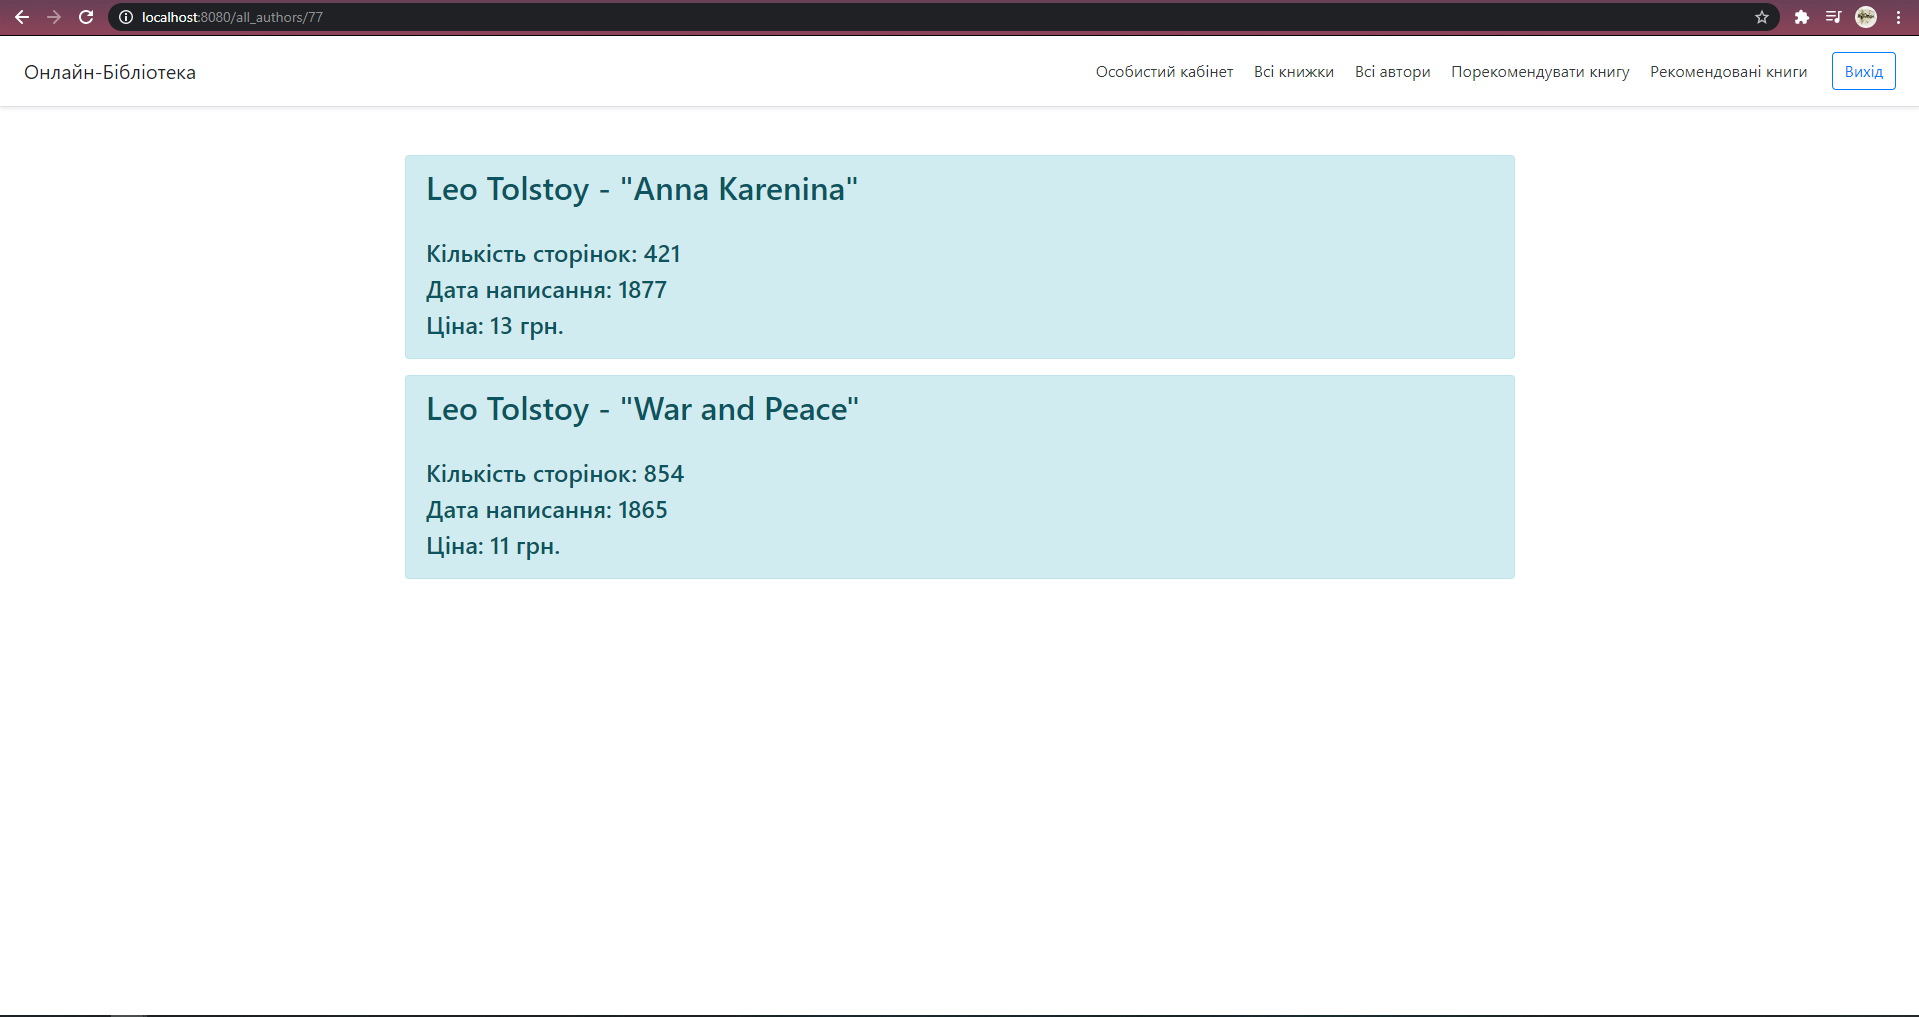 localhost:8080/all_authors/77
Онлайн-Бібліотека
Особистий кабінет Всі книжки Всі автори Порекомендувати книгу Рекомендовані книги Вихід
Leo Tolstoy - "Anna Karenina"
Кількість сторінок: 421
Дата написання: 1877
Ціна: 13 грн.
Leo Tolstoy - "War and Peace"
Кількість сторінок: 854
Дата написання: 1865
Ціна: 11 грн.